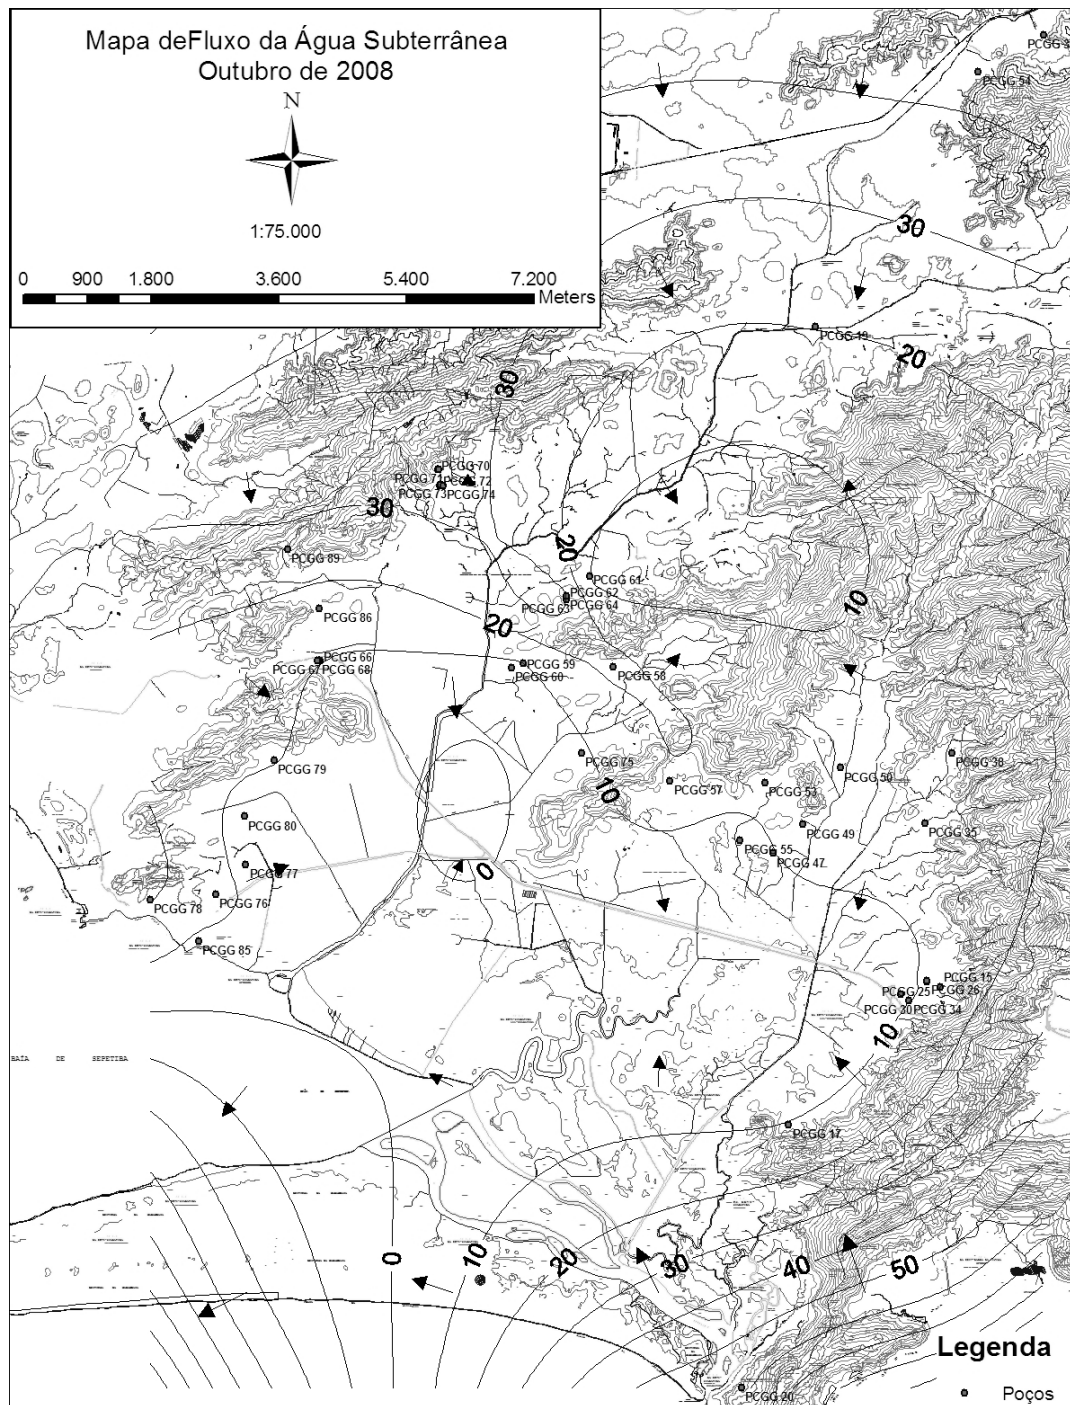 Mapa deFluxo da Água Subterrânea
Outubro de 2008
N
1:75.000
0 900 1.800 3.600 5.400 7.200
Meters
PCGG 54
30
PCGG 19
20
30
PCGG 70
PCGG 71
PCGG 72
PCGG 73
PCGG 74
30
20
PCGG 89
PCGG 61
PCGG 62
PCGG 63
PCGG 64
10
PCGG 86
20
PCGG 66
PCGG 67
PCGG 68
PCGG 59
PCGG 60
PCGG 58
PCGG 79
PCGG 75
PCGG 50
PCGG 38
PCGG 57
PCGG 53
10
PCGG 80
PCGG 49
PCGG 35
PCGG 55
PCGG 47
PCGG 77
0
PCGG 76
PCGG 78
PCGG 85
PCGG 15
PCGG 25
PCGG 26
PCGG 30
PCGG 34
10
BAÍA DE SEPETIBA
PCGG 17
0
10
20
30
40
50
Legenda
PCGG 20
Poços